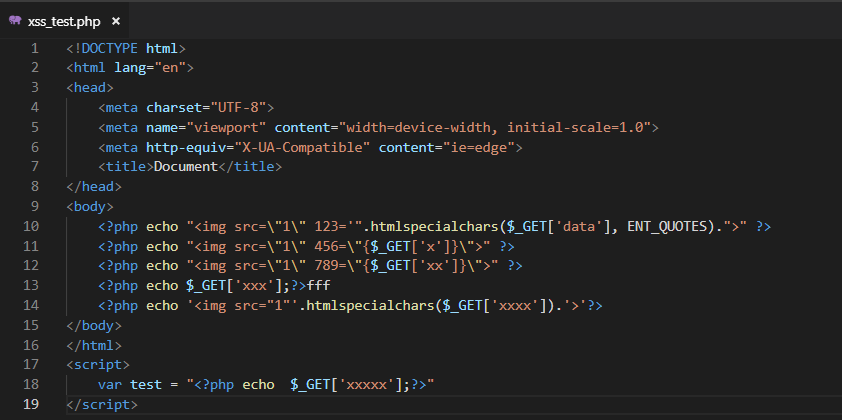 xss_test.php ×
1 <!DOCTYPE html>
2 <html lang="en">
3 <head>
4     <meta charset="UTF-8">
5     <meta name="viewport" content="width=device-width, initial-scale=1.0">
6     <meta http-equiv="X-UA-Compatible" content="ie=edge">
7     <title>Document</title>
8 </head>
9 <body>
10     <?php echo "<img src=\"1\" 123='".htmlspecialchars($_GET['data'], ENT_QUOTES).">" ?>
11     <?php echo "<img src=\"1\" 456=\"{$_GET['x']}\">" ?>
12     <?php echo "<img src=\"1\" 789=\"{$_GET['xx']}\">" ?>
13     <?php echo $_GET['xxx'];?>fff
14     <?php echo '<img src="1"'.htmlspecialchars($_GET['xxxx']).'>'?>
15 </body>
16 </html>
17 <script>
18     var test = "<?php echo  $_GET['xxxxx'];?>"
19 </script>